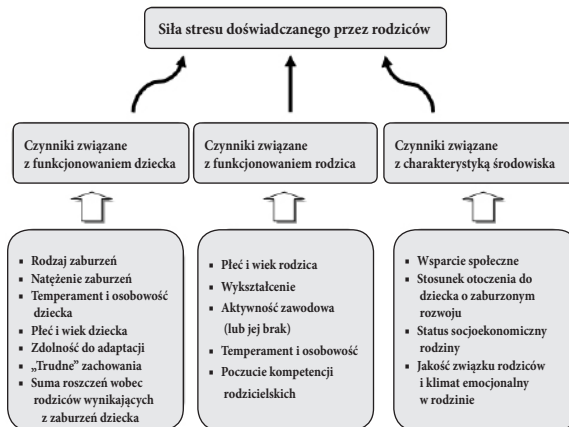 Siła stresu doświadczanego przez rodziców
Czynniki związane
z funkcjonowaniem dziecka
Czynniki związane
z funkcjonowaniem rodzica
Czynniki związane
z charakterystyką środowiska
▪ Rodzaj zaburzeń
▪ Natężenie zaburzeń
▪ Temperament i osobowość
dziecka
▪ Płeć i wiek dziecka
▪ Zdolność do adaptacji
▪ „Trudne” zachowania
▪ Suma roszczeń wobec
rodziców wynikających
z zaburzeń dziecka
▪ Płeć i wiek rodzica
▪ Wykształcenie
▪ Aktywność zawodowa
(lub jej brak)
▪ Temperament i osobowość
▪ Poczucie kompetencji
rodzicielskich
▪ Wsparcie społeczne
▪ Stosunek otoczenia do
dziecka o zaburzonym
rozwoju
▪ Status socjoekonomiczny
rodziny
▪ Jakość związku rodziców
i klimat emocjonalny
w rodzinie